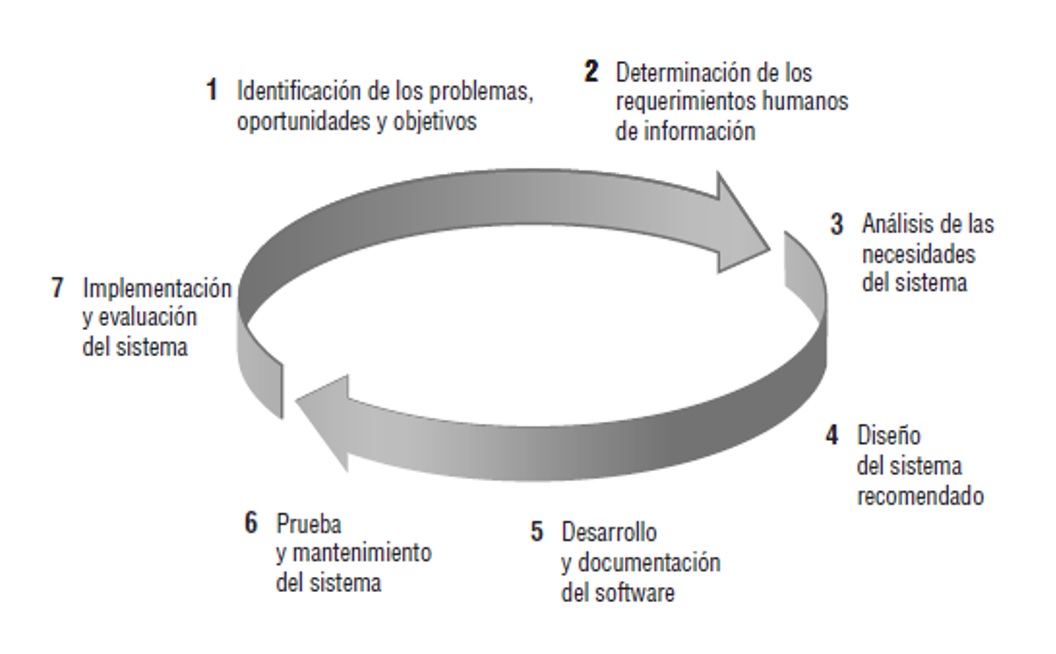 1 Identificación de los problemas,
oportunidades y objetivos
2 Determinación de los
requerimientos humanos
de información
3 Análisis de las
necesidades
del sistema
4 Diseño
del sistema
recomendado
5 Desarrollo
y documentación
del software
6 Prueba
y mantenimiento
del sistema
7 Implementación
y evaluación
del sistema